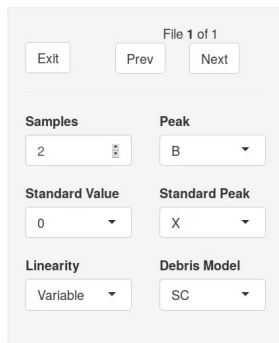 File 1 of 1
Exit Prev Next
Samples Peak
2 B
Standard Value Standard Peak
0 X
Linearity Debris Model
Variable SC